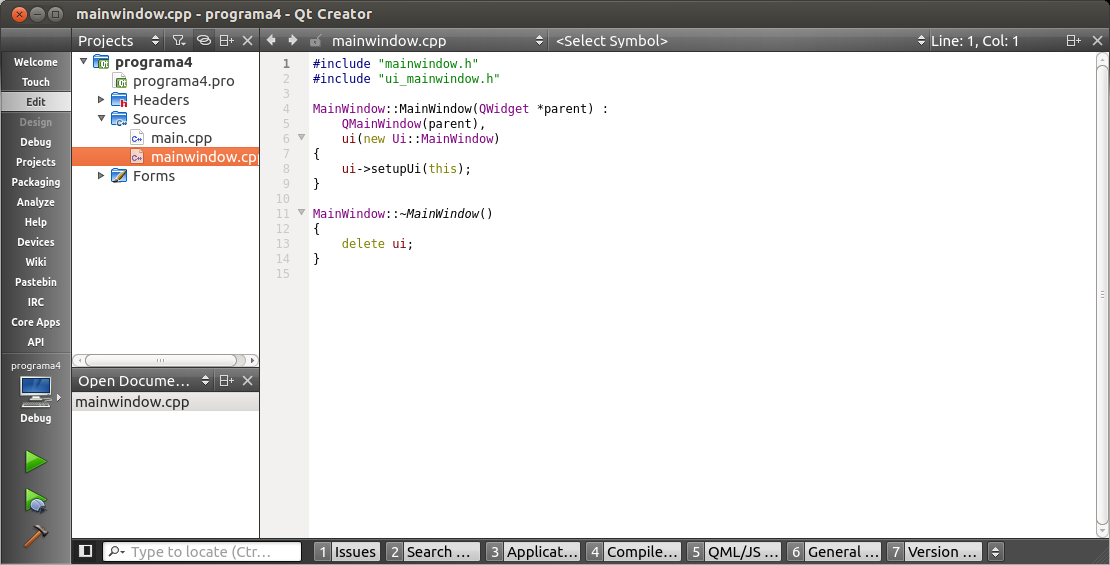 mainwindow.cpp - programa4 - Qt Creator
Projects
mainwindow.cpp
<Select Symbol>
Line: 1, Col: 1
Welcome
Touch
Edit
Design
Debug
Projects
Packaging
Analyze
Help
Devices
Wiki
Pastebin
IRC
Core Apps
API
programa4
Debug
programa4
programa4.pro
Headers
Sources
main.cpp
mainwindow.cpp
Forms
Open Docume...
mainwindow.cpp
1 #include "mainwindow.h"
2 #include "ui_mainwindow.h"
3
4 MainWindow::MainWindow(QWidget *parent) :
5 QMainWindow(parent),
6 ui(new Ui::MainWindow)
7 {
8 ui->setupUi(this);
9 }
10
11 MainWindow::~MainWindow()
12 {
13 delete ui;
14 }
15
Type to locate (Ctr...
1 Issues
2 Search ...
3 Applicat...
4 Compile...
5 QML/JS ...
6 General ...
7 Version ...